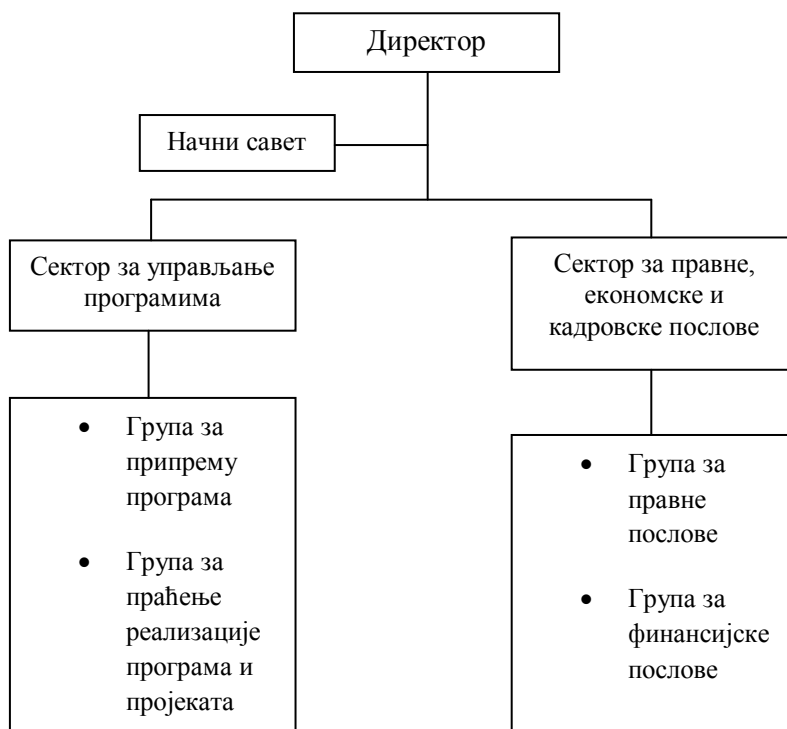 Директор
Начни савет
Сектор за управљање
програмима
Сектор за правне,
економске и
кадровске послове
• Група за
припрему
програма
• Група за
праћење
реализације
програма и
пројеката
• Група за
правне
послове
• Група за
финансијске
послове